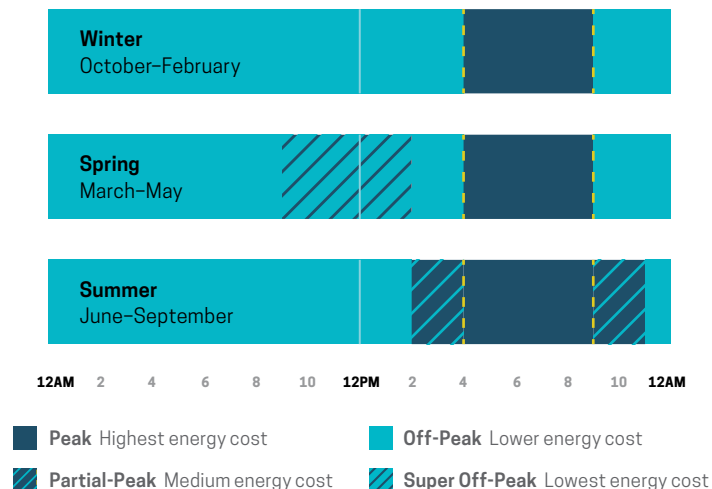 Winter
October–February
Spring
March–May
Summer
June–September
12AM 2 4 6 8 10 12PM 2 4 6 8 10 12AM
Peak Highest energy cost
Off-Peak Lower energy cost
Partial-Peak Medium energy cost
Super Off-Peak Lowest energy cost